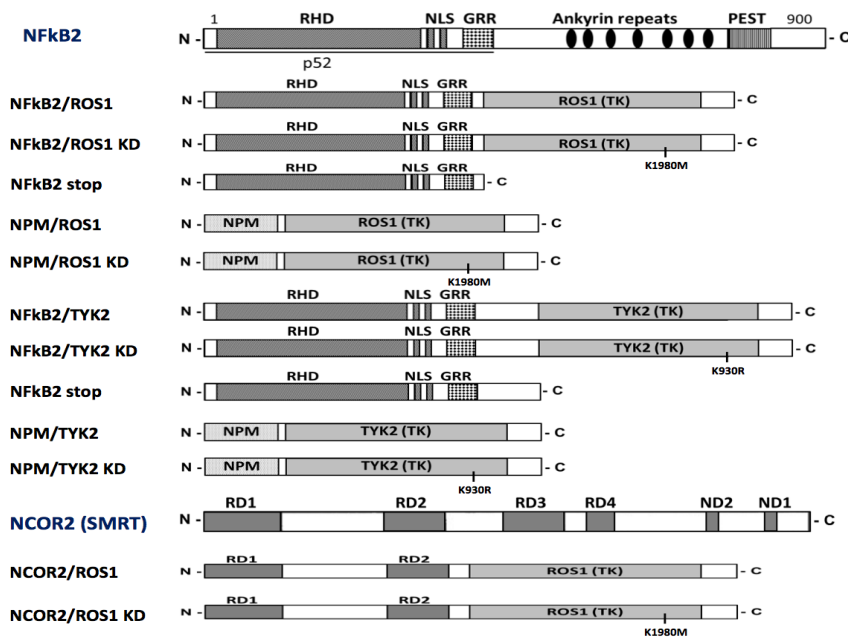 1 RHD NLS GRR Ankyrin repeats PEST 900
NFkB2 N - - C
p52
RHD NLS GRR
NFkB2/ROS1 N - ROS1 (TK) - C
RHD NLS GRR
NFkB2/ROS1 KD N - ROS1 (TK) - C
K1980M
RHD NLS GRR
NFkB2 stop N - - C
NPM/ROS1 N - NPM ROS1 (TK) - C
NPM/ROS1 KD N - NPM ROS1 (TK) - C
K1980M
RHD NLS GRR
NFkB2/TYK2 N - TYK2 (TK) - C
RHD NLS GRR
NFkB2/TYK2 KD N - TYK2 (TK) - C
K930R
RHD NLS GRR
NFkB2 stop N - - C
NPM/TYK2 N - NPM TYK2 (TK) - C
NPM/TYK2 KD N - NPM TYK2 (TK) - C
K930R
RD1 RD2 RD3 RD4 ND2 ND1
NCOR2 (SMRT) N - - C
RD1 RD2
NCOR2/ROS1 N - ROS1 (TK) - C
RD1 RD2
NCOR2/ROS1 KD N - ROS1 (TK) - C
K1980M